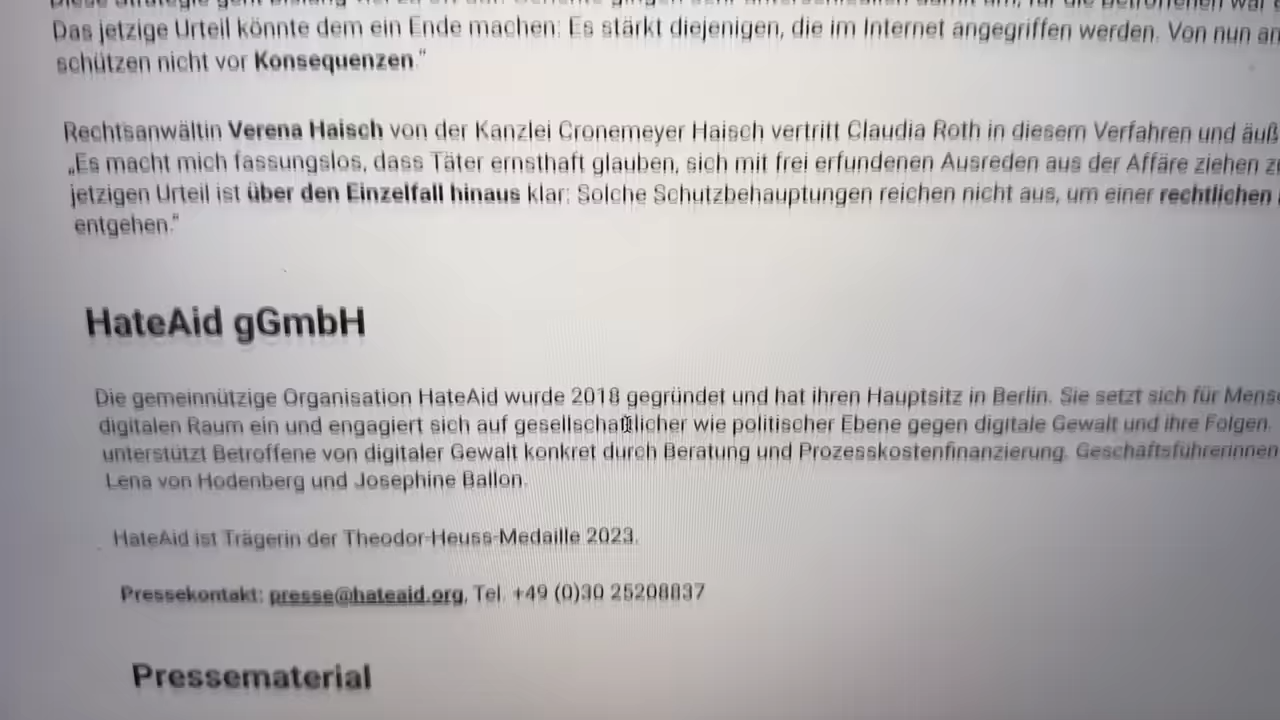 Das jetzige Urteil könnte dem ein Ende machen: Es stärkt diejenigen, die im Internet angegriffen werden. Von nun an
schützen nicht vor Konsequenzen.“
Rechtsanwältin Verena Haisch von der Kanzlei Cronemeyer Haisch vertritt Claudia Roth in diesem Verfahren und
„Es macht mich fassungslos, dass Täter ernsthaft glauben, sich mit frei erfundenen Ausreden aus der Affäre ziehen
jetzigen Urteil ist über den Einzelfall hinaus klar: Solche Schutzbehauptungen reichen nicht aus, um einer rechtlichen
entgehen.“
HateAid gGmbH
Die gemeinnützige Organisation HateAid wurde 2018 gegründet und hat ihren Hauptsitz in Berlin. Sie setzt sich für
digitalen Raum ein und engagiert sich auf gesellschaftlicher wie politischer Ebene gegen digitale Gewalt und ihre Folgen.
unterstützt Betroffene von digitaler Gewalt konkret durch Beratung und Prozesskostenfinanzierung. Geschäftsführerinnen
Lena von Hodenberg und Josephine Ballon.
HateAid ist Trägerin der Theodor-Heuss-Medaille 2023.
Pressekontakt: presse@hateaid.org, Tel. +49 (0)30 25208837
Pressematerial